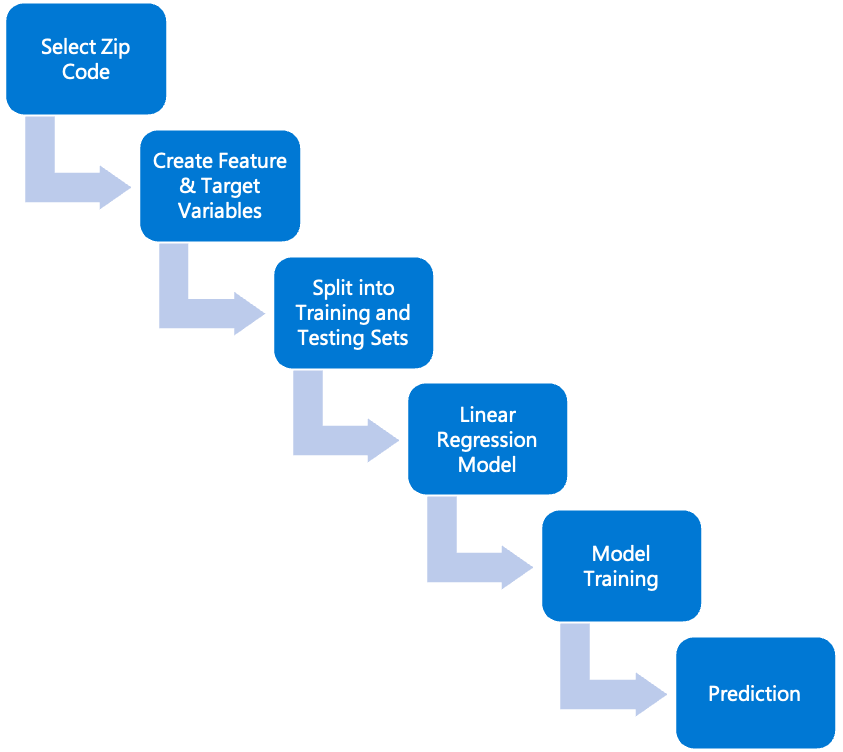 Select Zip
Code
Create Feature
& Target
Variables
Split into
Training and
Testing Sets
Linear
Regression
Model
Model
Training
Prediction